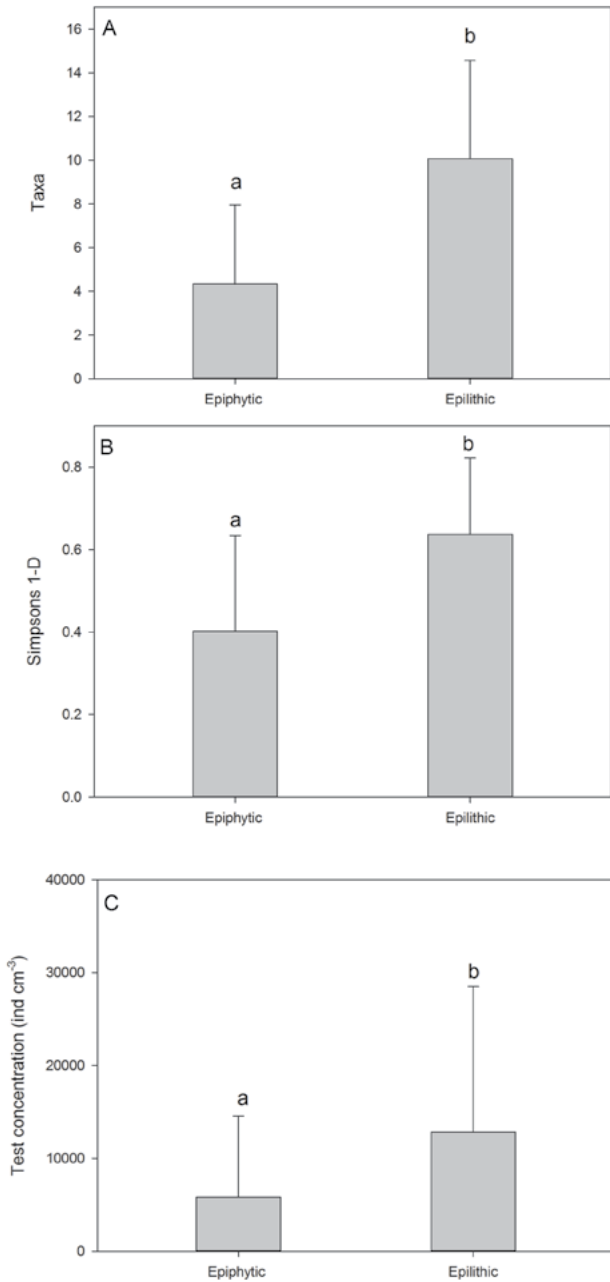 A
16
14
12
10
8
6
4
2
0
Taxa
a
b
Epiphytic
Epilithic
B
0.8
0.6
0.4
0.2
0.0
Simpsons 1-D
a
b
Epiphytic
Epilithic
C
40000
30000
20000
10000
0
Test concentration (ind cm⁻³)
a
b
Epiphytic
Epilithic